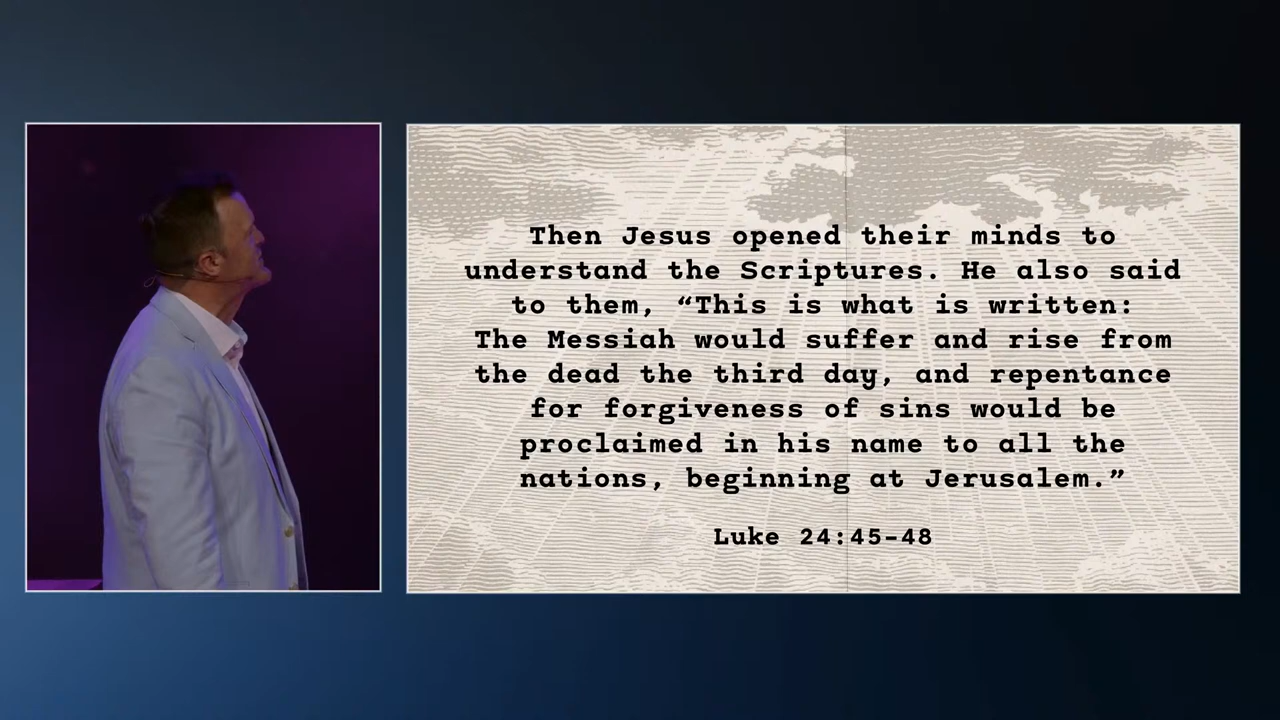 Then Jesus opened their minds to
understand the Scriptures. He also said
to them, “This is what is written:
The Messiah would suffer and rise from
the dead the third day, and repentance
for forgiveness of sins would be
proclaimed in his name to all the
nations, beginning at Jerusalem.”
Luke 24:45-48